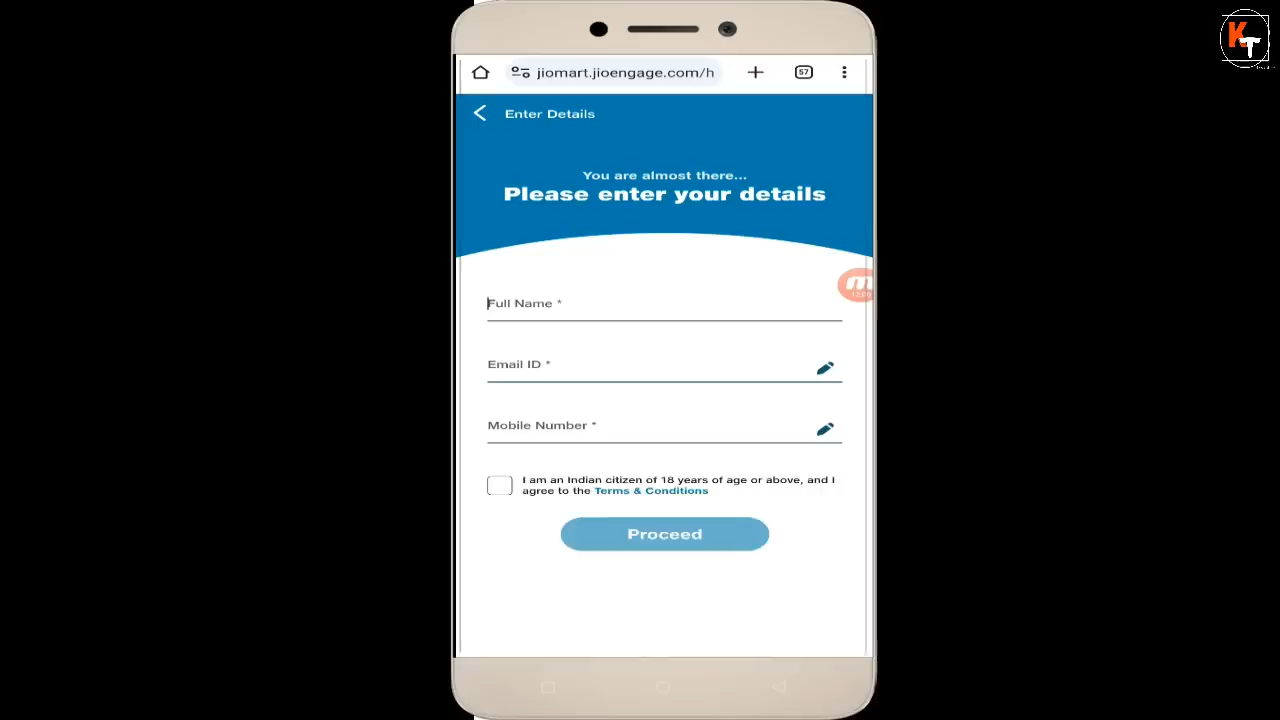 KT
57
jiomart.jioengage.com/h
Enter Details
You are almost there...
Please enter your details
Full Name *
m
Email ID *
Mobile Number *
I am an Indian citizen of 18 years of age or above, and I
agree to the Terms & Conditions
Proceed